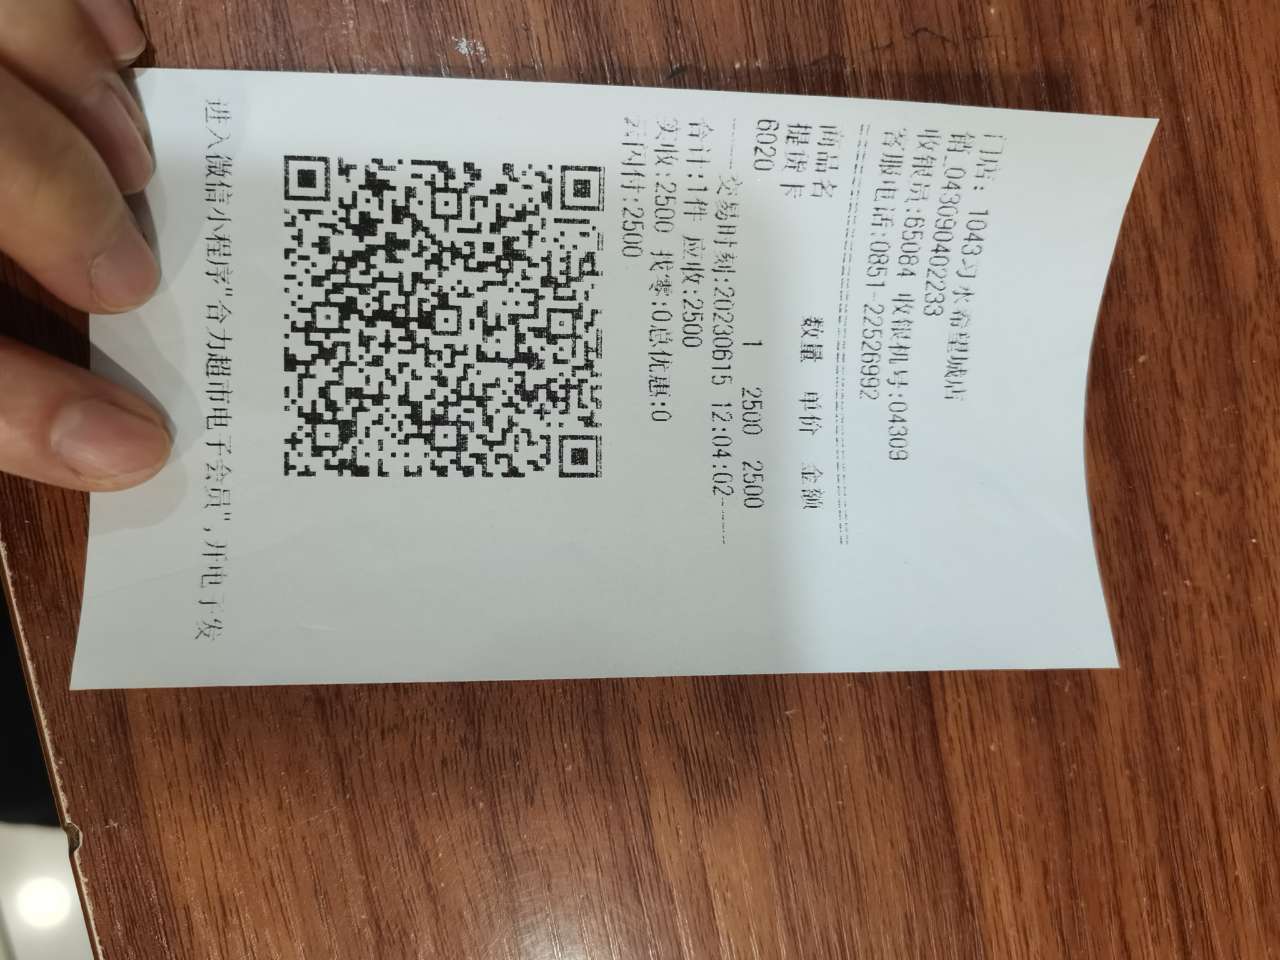 门店: 1043习水希望城店
销_04309040​2233
收银员:65084 收银机号:04309
客服电话:0851-22526992
商品名 数量 单价 金额
提货卡
6020 1 2500 2500
交易时刻:20230615 12:04:02
合计:1件 应收:2500
实收:2500 找零:0总优惠:0
云闪付:2500
进入微信小程序"合力超市电子会员",开电子发